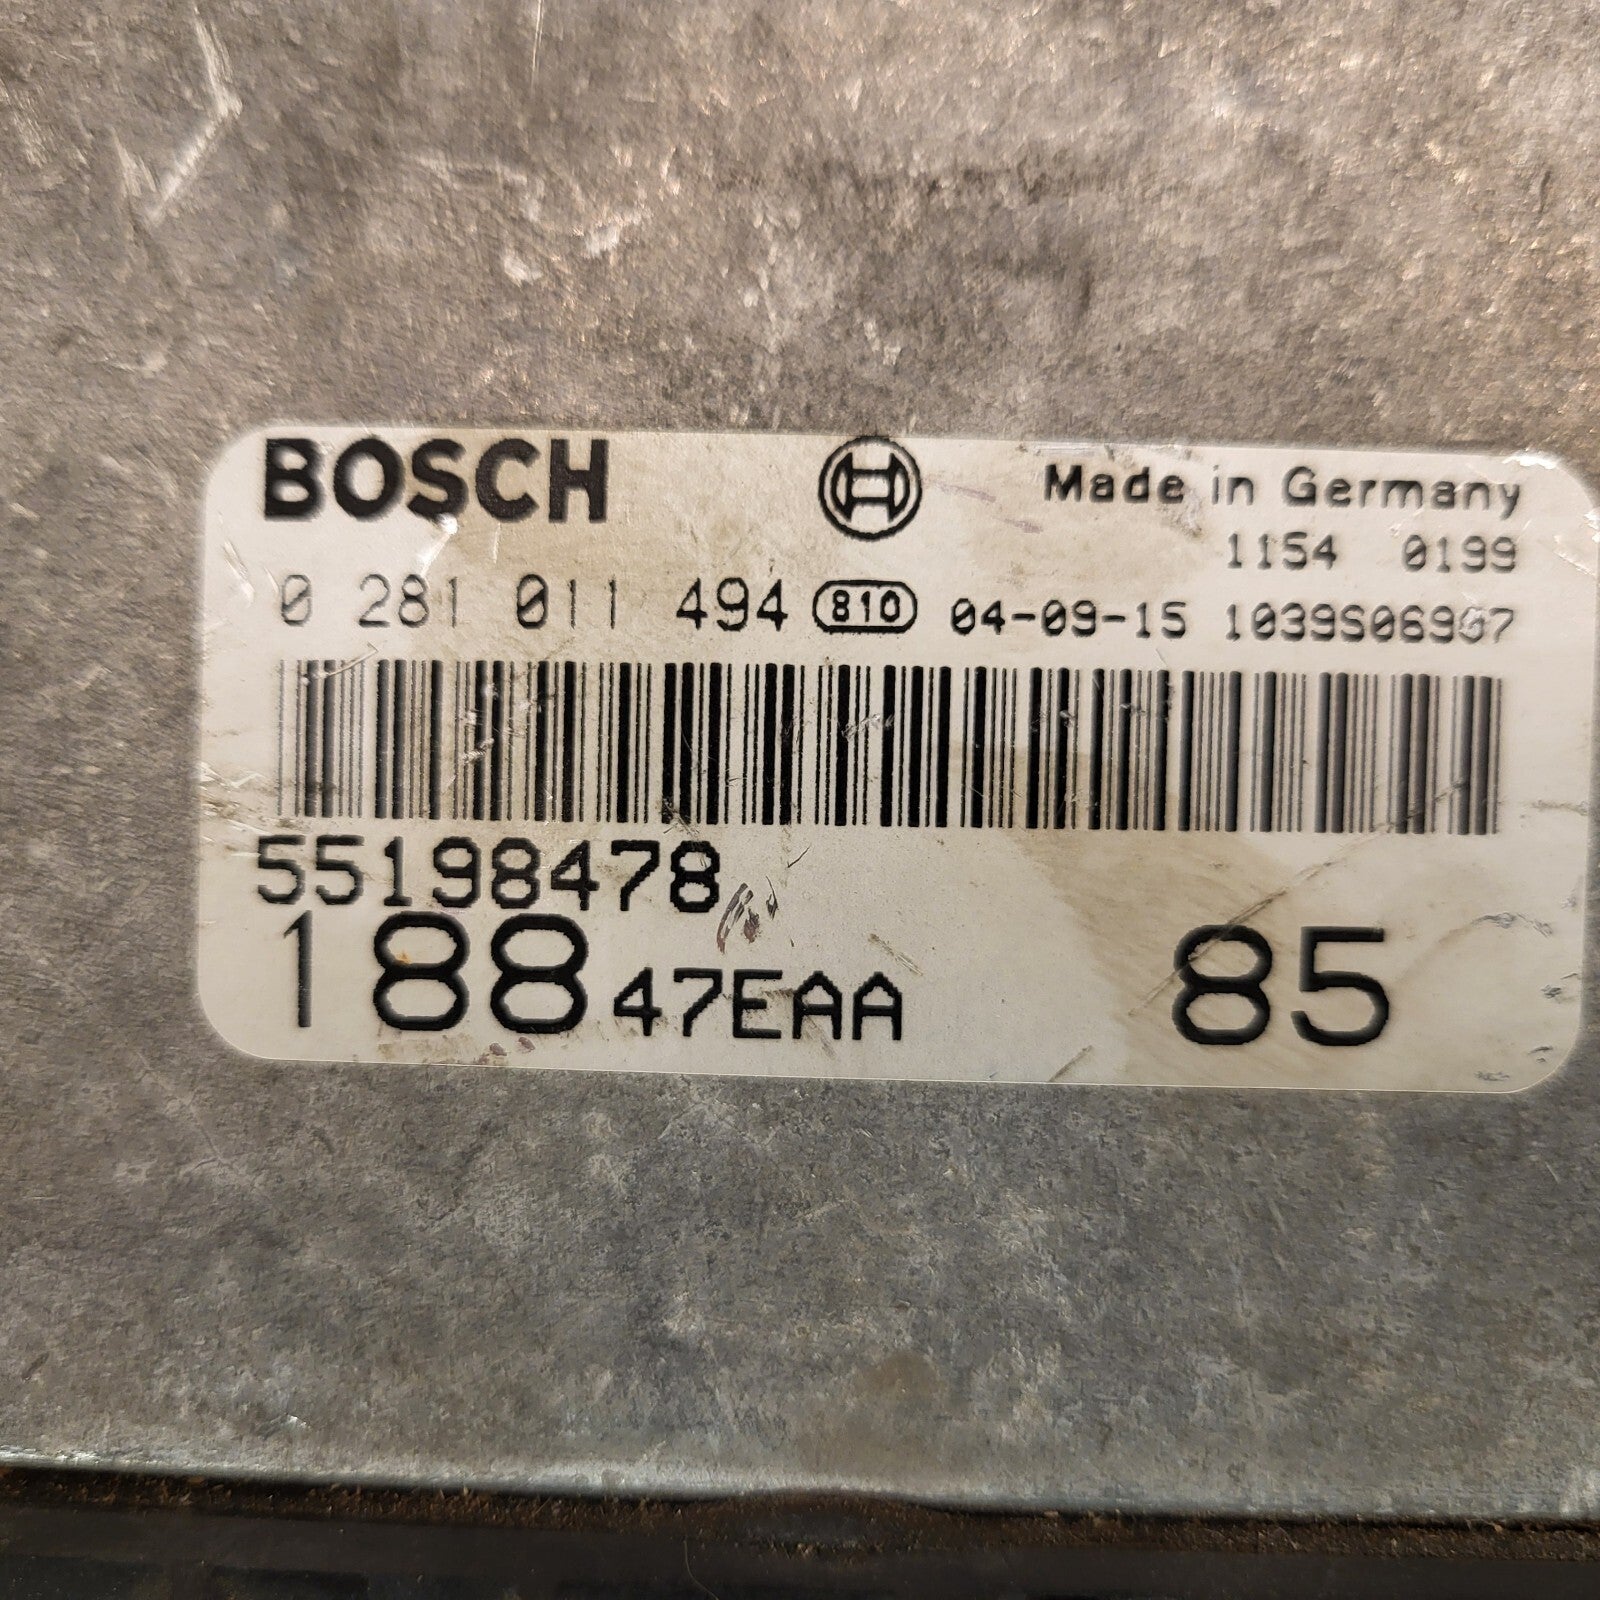 BOSCH Made in Germany
1154 0199
0 281 011 494 810 04-09-15 1039S06907
55198478
188 47EAA 85